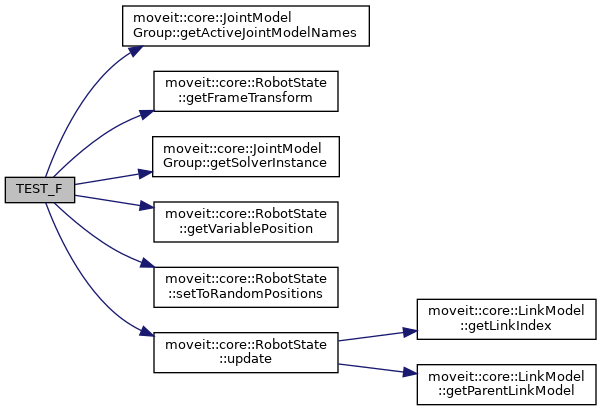 moveit::core::JointModel
Group::getActiveJointModelNames
moveit::core::RobotState
::getFrameTransform
moveit::core::JointModel
Group::getSolverInstance
TEST_F
moveit::core::RobotState
::getVariablePosition
moveit::core::RobotState
::setToRandomPositions
moveit::core::RobotState
::update
moveit::core::LinkModel
::getLinkIndex
moveit::core::LinkModel
::getParentLinkModel